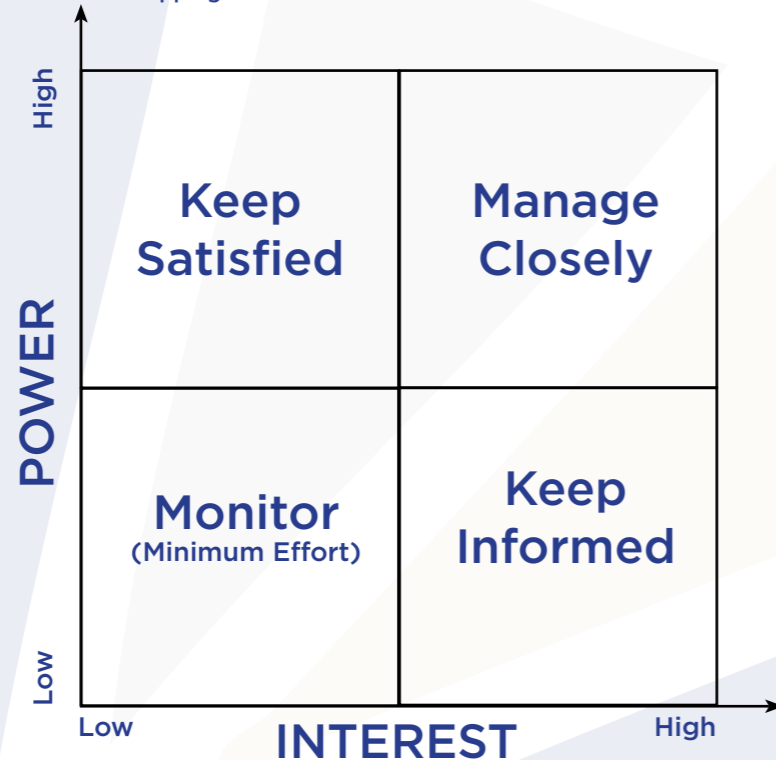 High
Keep
Satisfied
Manage
Closely
POWER
Monitor
(Minimum Effort)
Keep
Informed
Low
Low
INTEREST
High